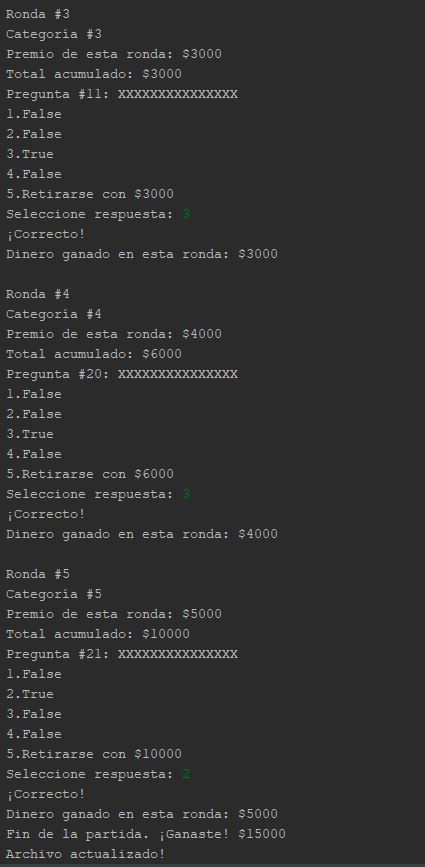 Ronda #3
Categoría #3
Premio de esta ronda: $3000
Total acumulado: $3000
Pregunta #11: XXXXXXXXXXXXXXX
1.False
2.False
3.True
4.False
5.Retirarse con $3000
Seleccione respuesta: 3
¡Correcto!
Dinero ganado en esta ronda: $3000

Ronda #4
Categoría #4
Premio de esta ronda: $4000
Total acumulado: $6000
Pregunta #20: XXXXXXXXXXXXXXX
1.False
2.False
3.True
4.False
5.Retirarse con $6000
Seleccione respuesta: 3
¡Correcto!
Dinero ganado en esta ronda: $4000

Ronda #5
Categoría #5
Premio de esta ronda: $5000
Total acumulado: $10000
Pregunta #21: XXXXXXXXXXXXXXX
1.False
2.True
3.False
4.False
5.Retirarse con $10000
Seleccione respuesta: 2
¡Correcto!
Dinero ganado en esta ronda: $5000
Fin de la partida. ¡Ganaste! $15000
Archivo actualizado!